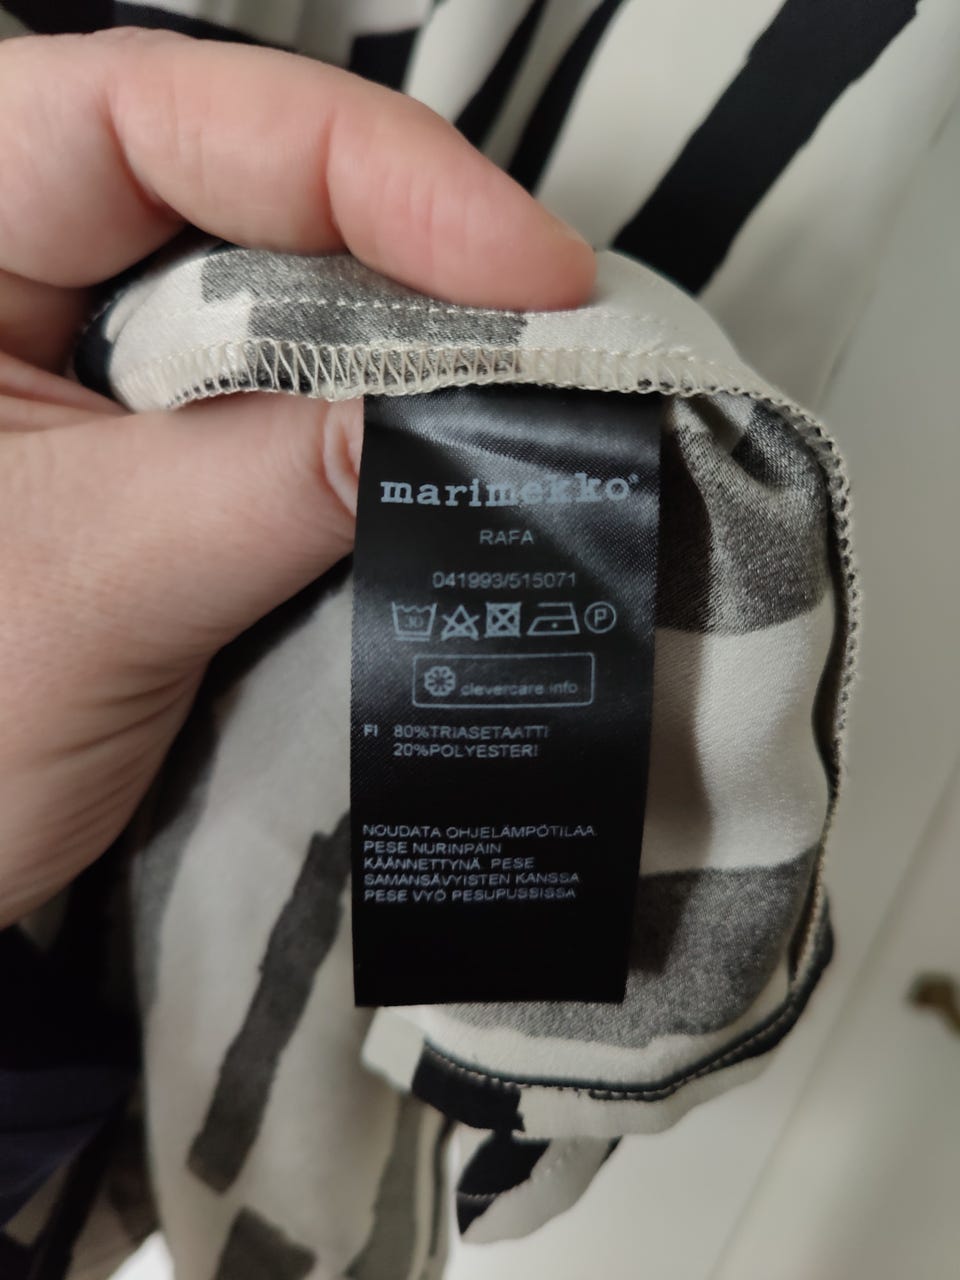 marimekko®
RAFA
041993/515071
30
P
clevercare.info
FI 80%TRIASETAATTI
20%POLYESTERI
NOUDATA OHJELÄMPÖTILAA
PESE NURINPÄIN
KÄÄNNETTYNÄ PESE
SAMANSÄVYISTEN KANSSA
PESE VYÖ PESUPUSSISSA